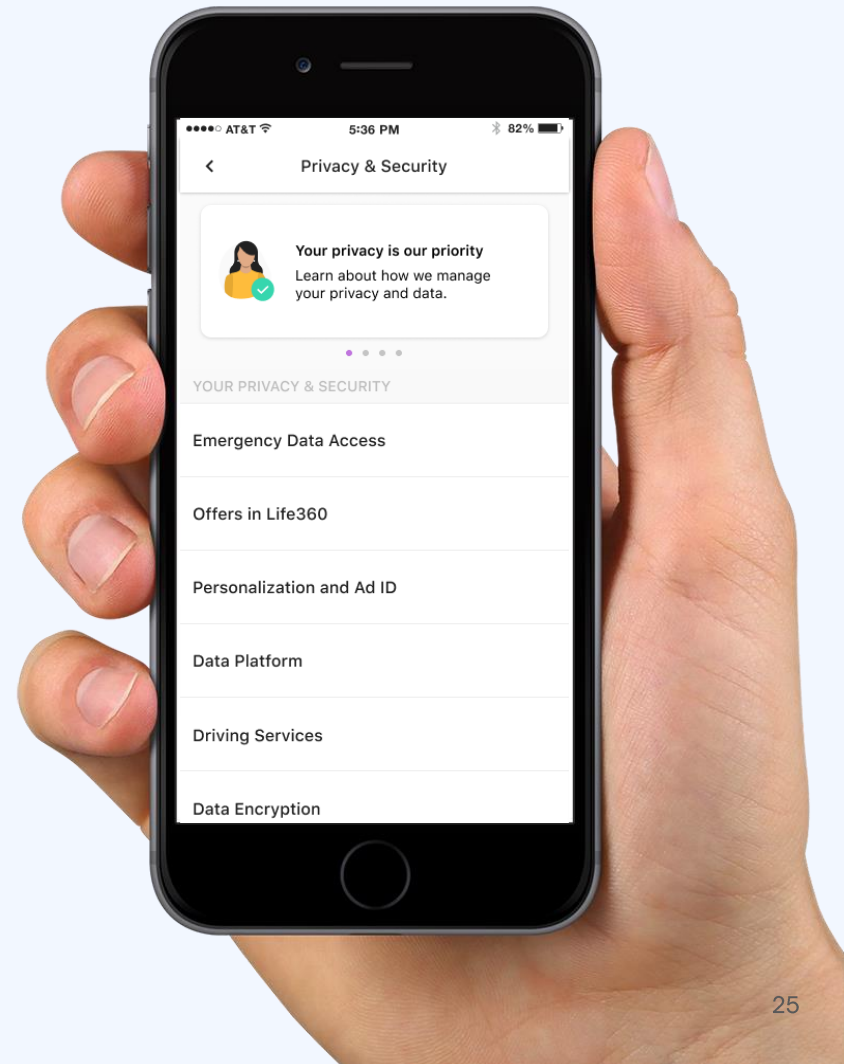 AT&T 5:36 PM 82%
Privacy & Security
Your privacy is our priority
Learn about how we manage
your privacy and data.
YOUR PRIVACY & SECURITY
Emergency Data Access
Offers in Life360
Personalization and Ad ID
Data Platform
Driving Services
Data Encryption
25